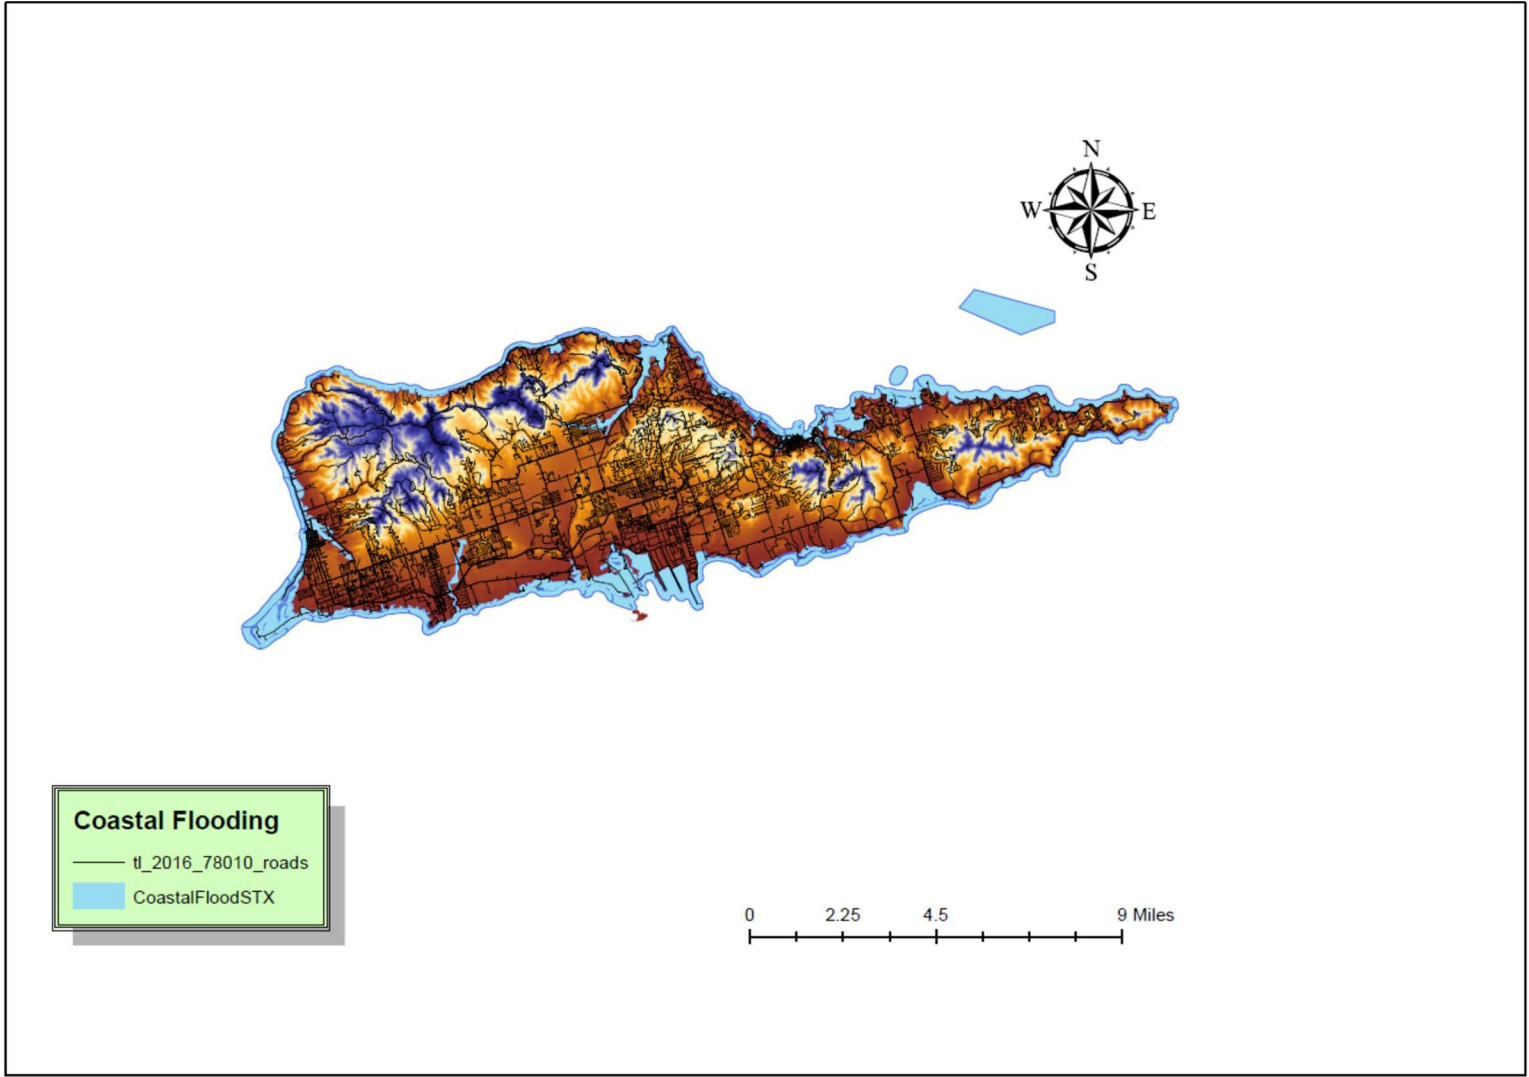 N
W E
S
Coastal Flooding
tl_2016_78010_roads
CoastalFloodSTX
0 2.25 4.5 9 Miles